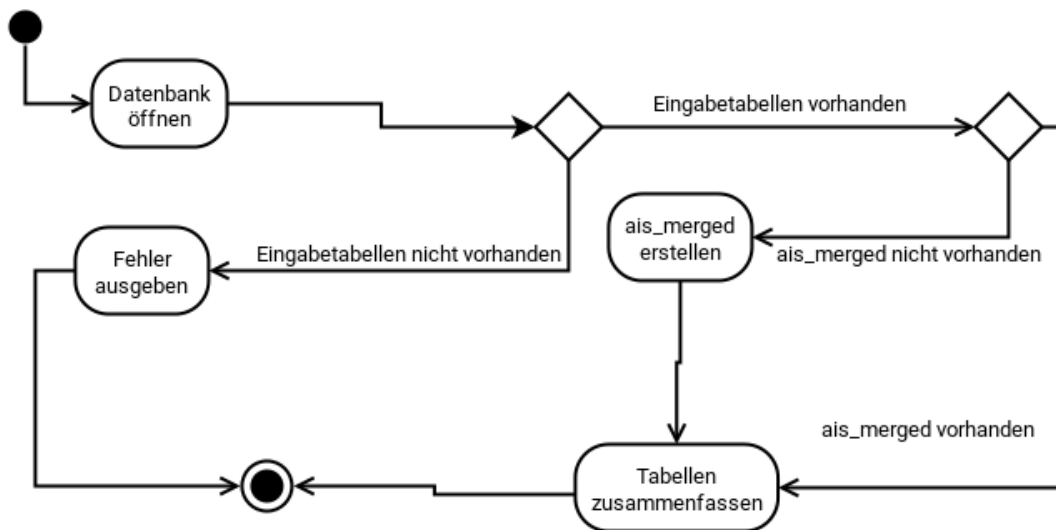 Datenbank
öffnen
Eingabetabellen vorhanden
ais_merged
erstellen
ais_merged nicht vorhanden
Eingabetabellen nicht vorhanden
Fehler
ausgeben
ais_merged vorhanden
Tabellen
zusammenfassen